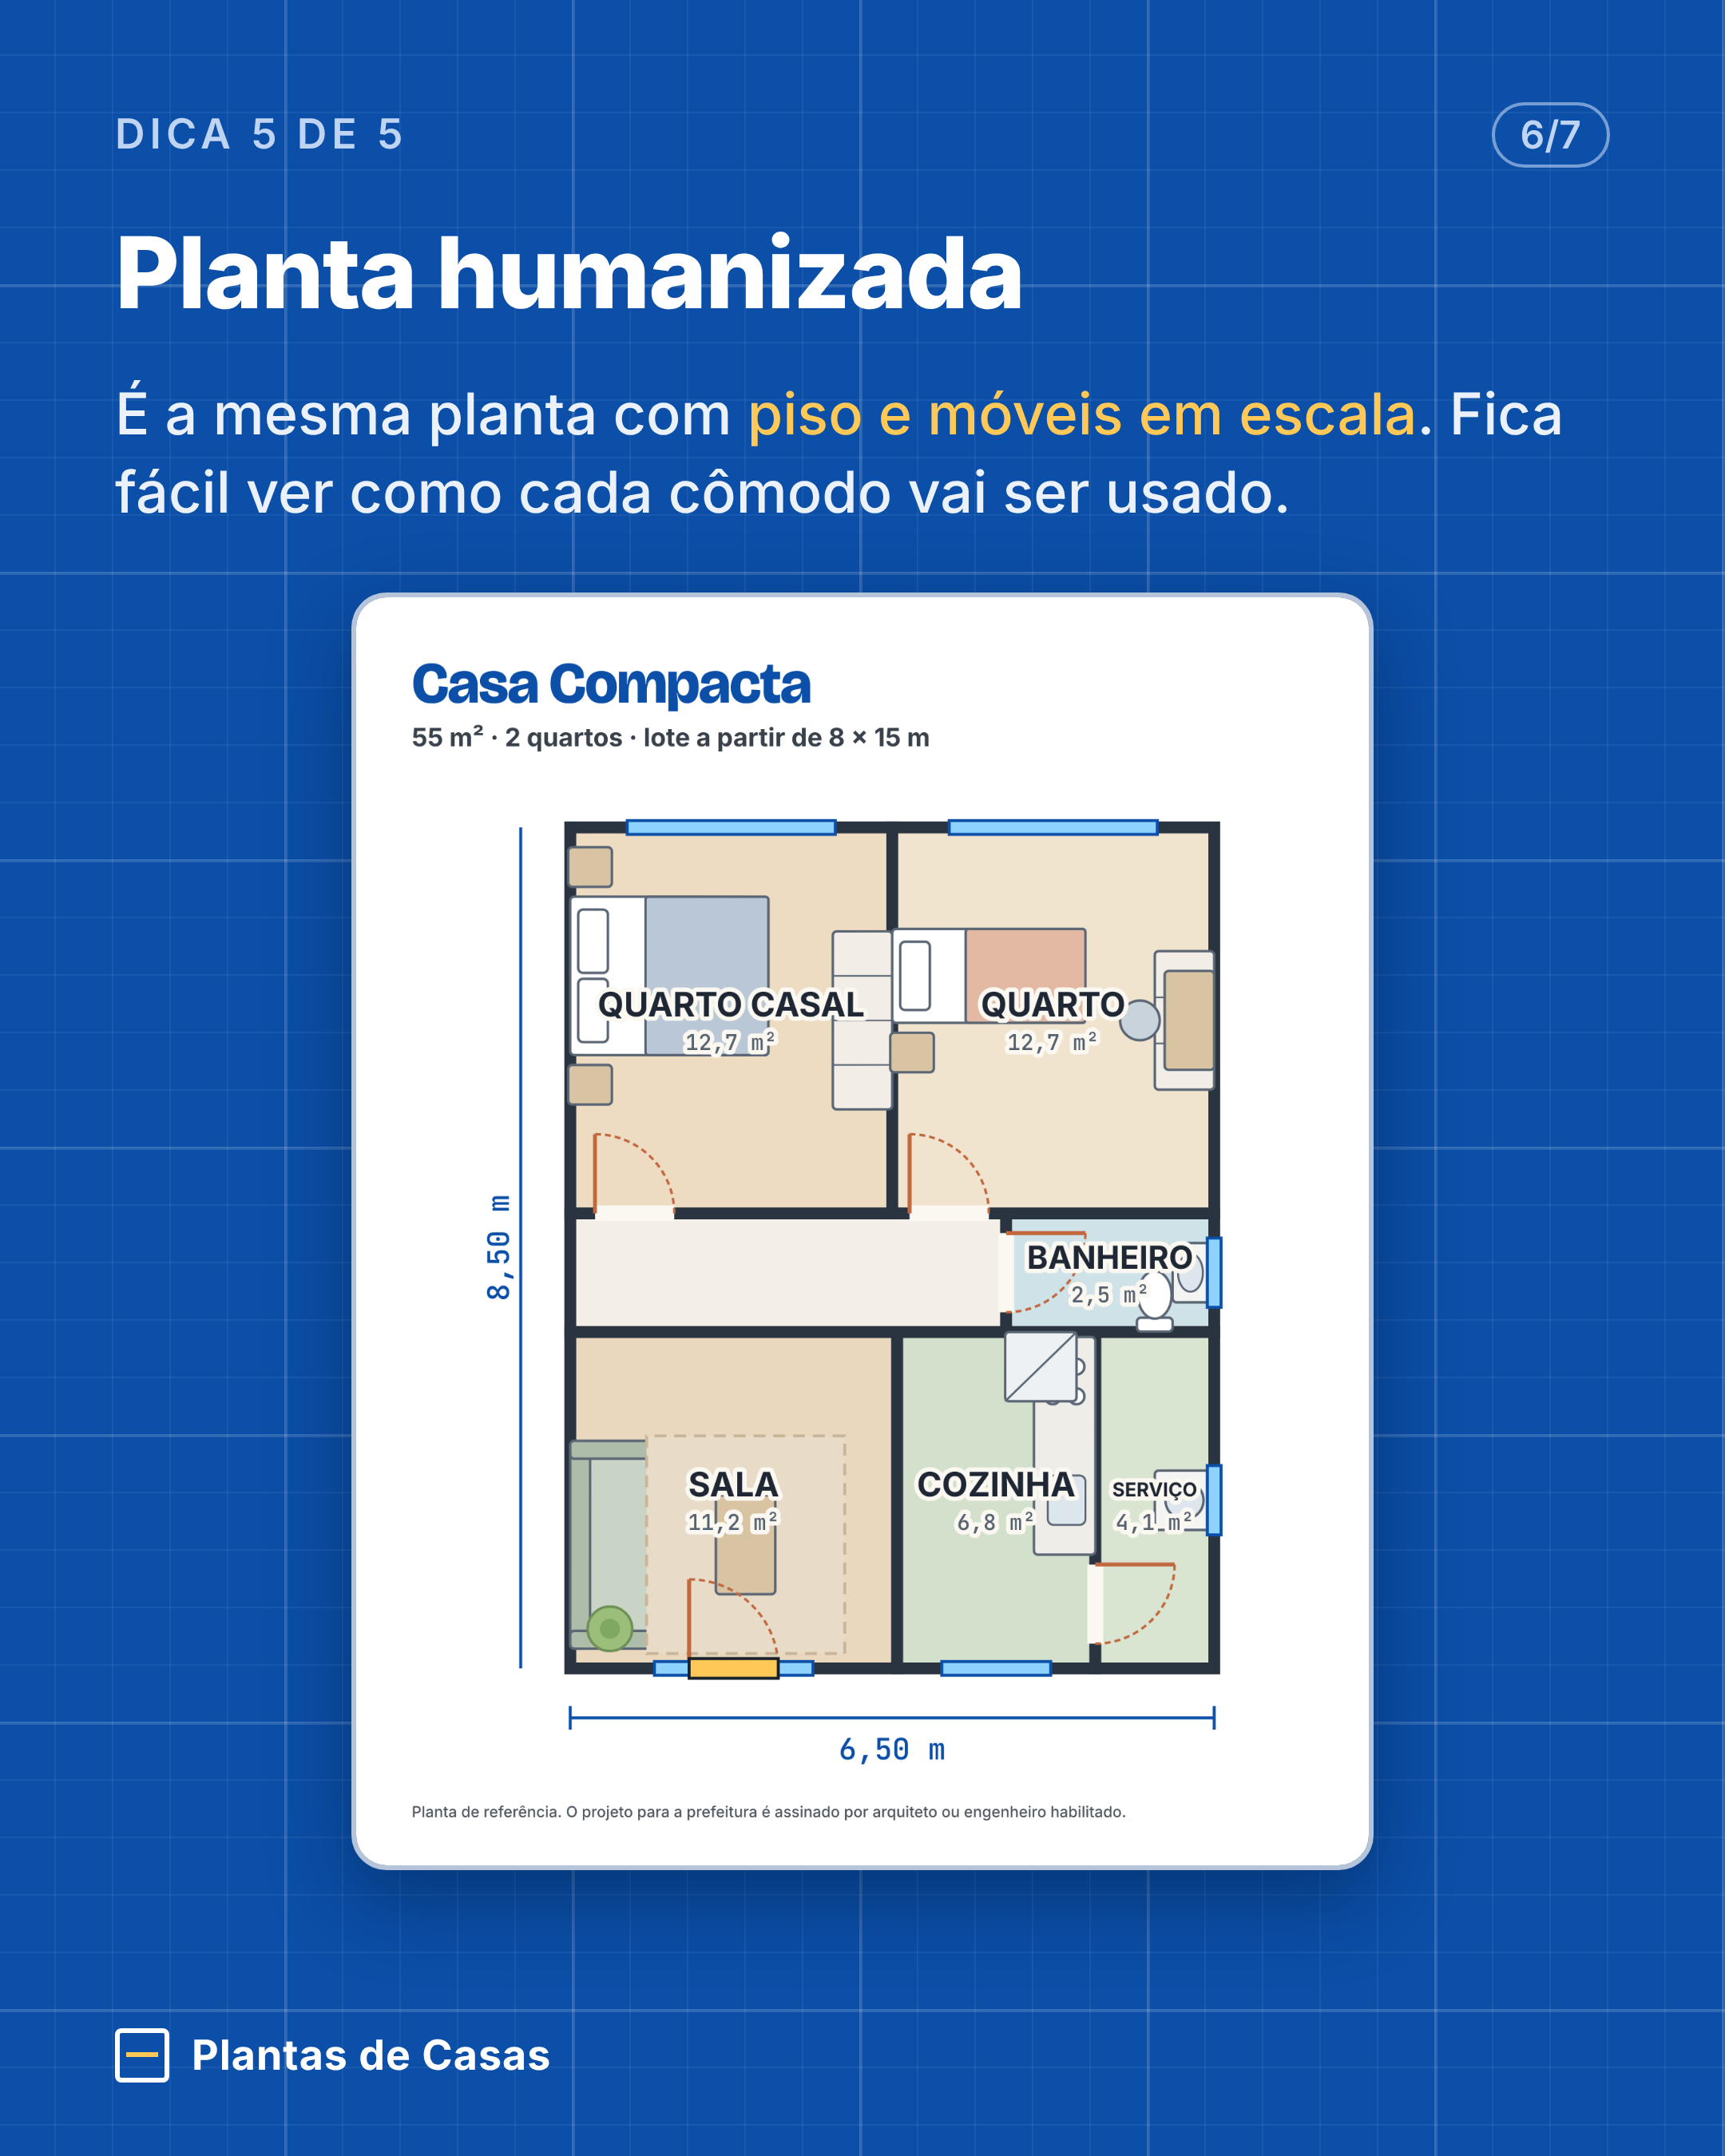 DICA 5 DE 5
6/7
Planta humanizada
É a mesma planta com piso e móveis em escala. Fica
fácil ver como cada cômodo vai ser usado.
Casa Compacta
55 m² · 2 quartos · lote a partir de 8 × 15 m
QUARTO CASAL
12,7 m²
QUARTO
12,7 m²
8,50 m
BANHEIRO
2,5 m²
SALA
11,2 m²
COZINHA
6,8 m²
SERVIÇO
4,1 m²
6,50 m
Planta de referência. O projeto para a prefeitura é assinado por arquiteto ou engenheiro habilitado.
Plantas de Casas